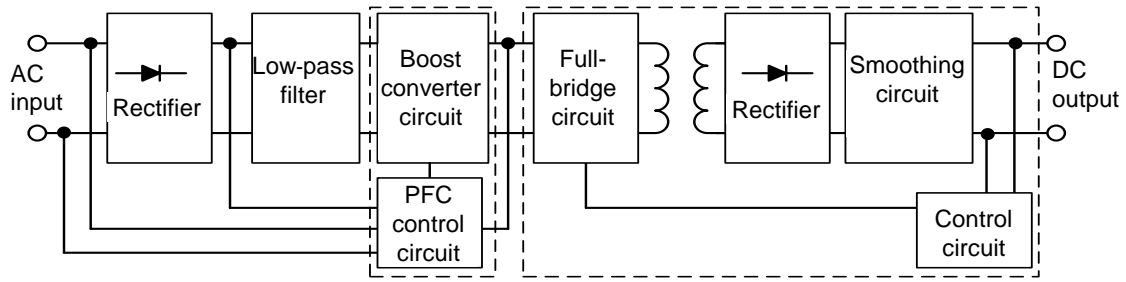 AC
input
Rectifier
Low-pass
filter
Boost
converter
circuit
PFC
control
circuit
Full-
bridge
circuit
Rectifier
Smoothing
circuit
Control
circuit
DC
output